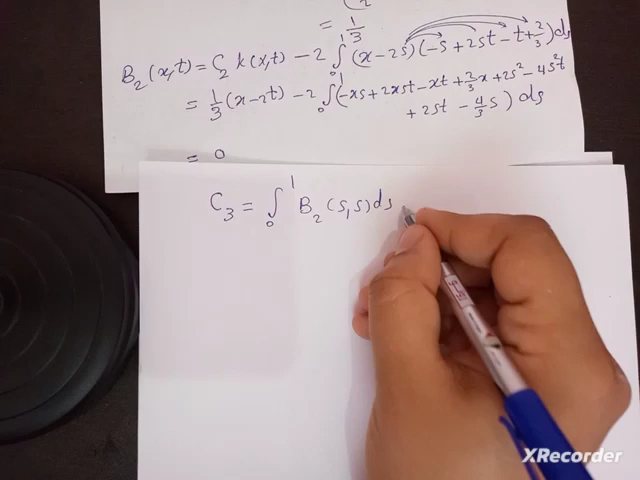 = 1/3
B₂(x,t) = C₂ k(x,t) - 2 ∫₀¹ (x-2s)(-s+2st-t+2/3)ds
= 1/3 (x-2t) - 2 ∫₀¹ (-xs+2xst-xt+2/3x+2s²-4s²t
+2st - 4/3 s) ds
= 0
C₃ = ∫₀¹ B₂(s,s)ds
XRecorder